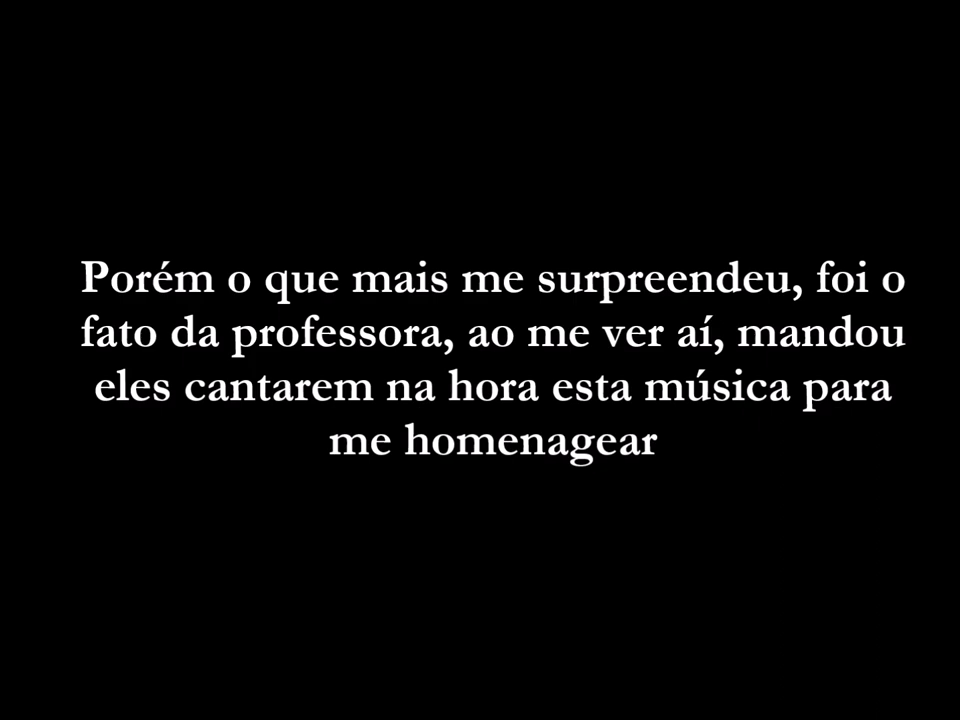 Porém o que mais me surpreendeu, foi o
fato da professora, ao me ver aí, mandou
eles cantarem na hora esta música para
me homenagear